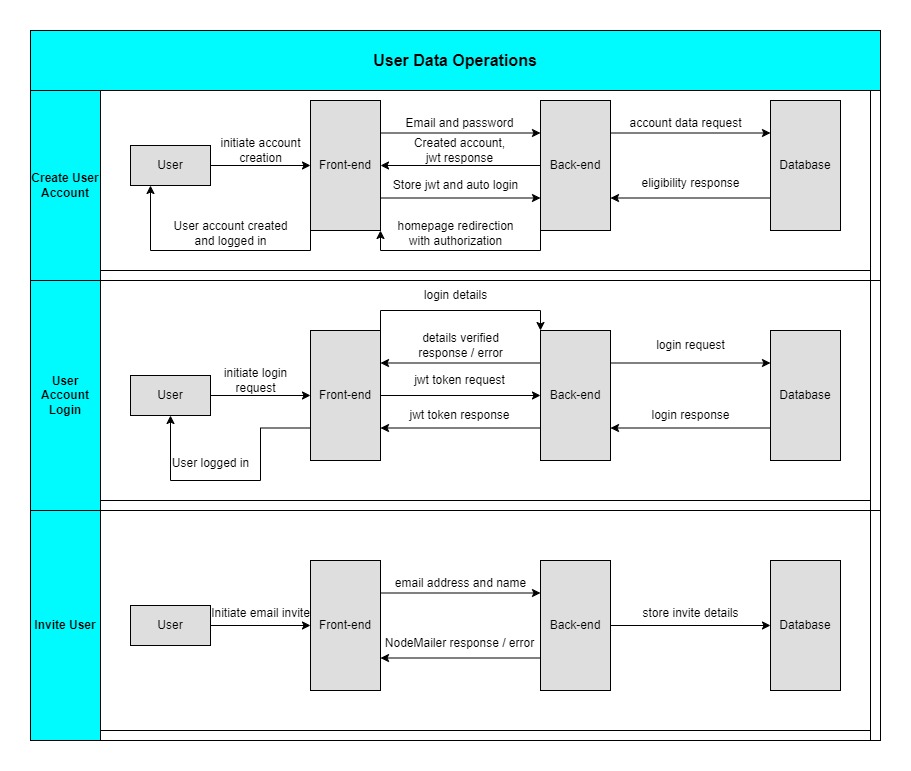 User Data Operations
Create User
Account
User
initiate account
creation
Front-end
Email and password
Created account,
jwt response
Store jwt and auto login
homepage redirection
with authorization
User account created
and logged in
Back-end
account data request
eligibility response
Database
User
Account
Login
User
initiate login
request
Front-end
login details
details verified
response / error
jwt token request
jwt token response
User logged in
Back-end
login request
login response
Database
Invite User
User
Initiate email invite
Front-end
email address and name
NodeMailer response / error
Back-end
store invite details
Database